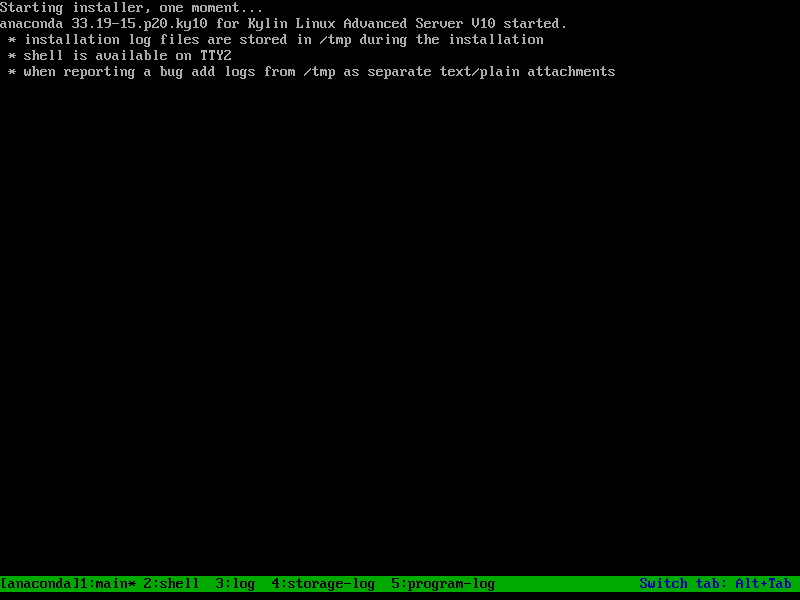 Starting installer, one moment...
anaconda 33.19-15.p20.ky10 for Kylin Linux Advanced Server V10 started.
* installation log files are stored in /tmp during the installation
* shell is available on TTY2
* when reporting a bug add logs from /tmp as separate text/plain attachments
[anaconda]1:main* 2:shell  3:log  4:storage-log  5:program-log Switch tab: Alt+Tab